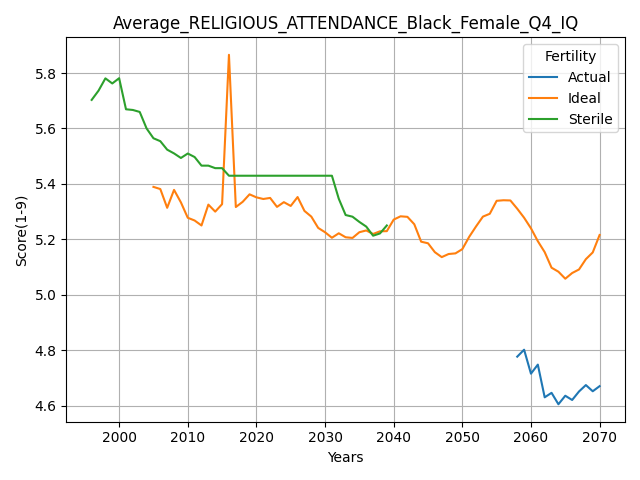 Average_RELIGIOUS_ATTENDANCE_Black_Female_Q4_IQ
Fertility
Actual
Ideal
Sterile
Score(1-9)
5.8
5.6
5.4
5.2
5.0
4.8
4.6
2000 2010 2020 2030 2040 2050 2060 2070
Years